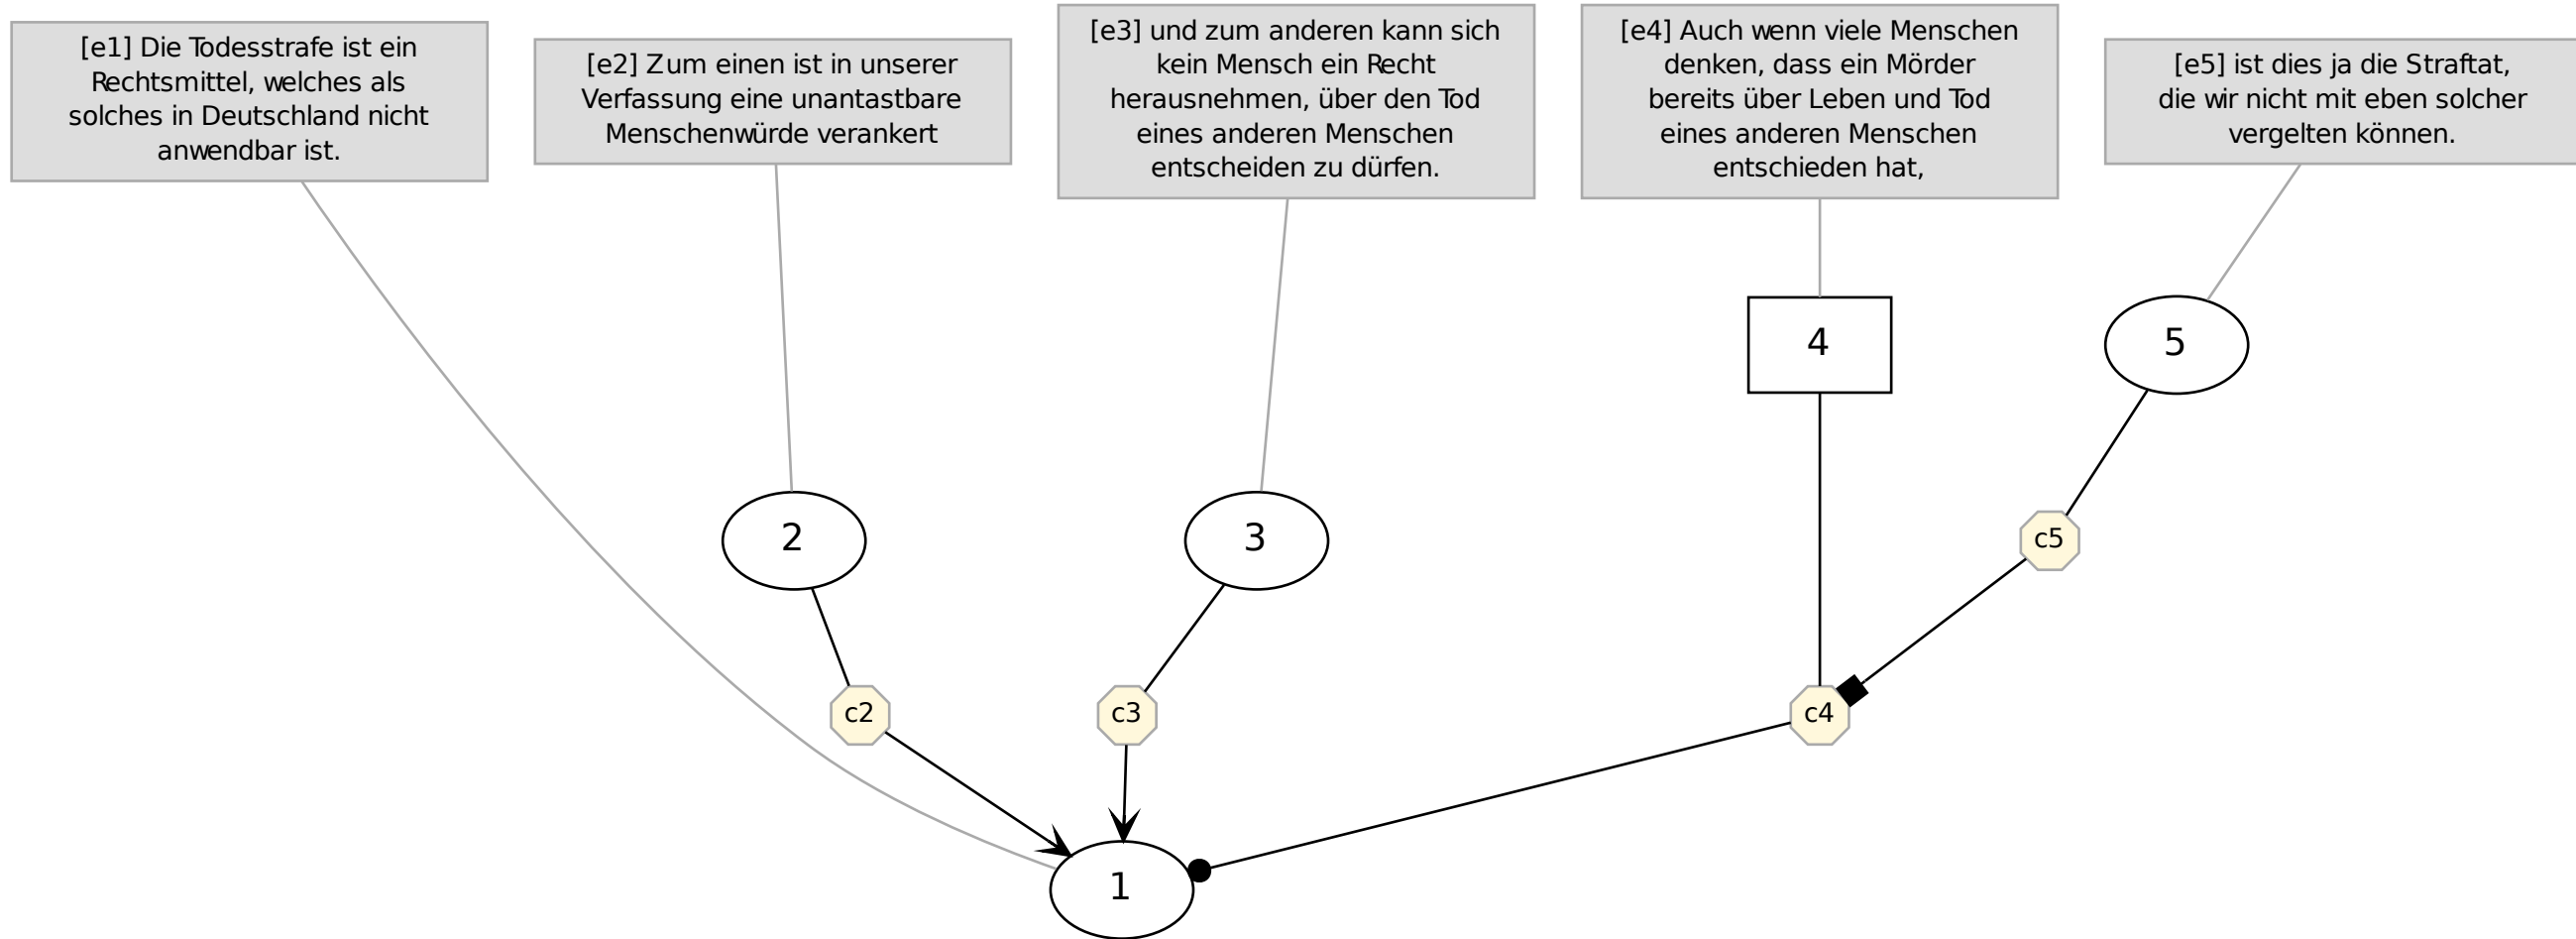 [e1] Die Todesstrafe ist ein
Rechtsmittel, welches als
solches in Deutschland nicht
anwendbar ist.
[e2] Zum einen ist in unserer
Verfassung eine unantastbare
Menschenwürde verankert
[e3] und zum anderen kann sich
kein Mensch ein Recht
herausnehmen, über den Tod
eines anderen Menschen
entscheiden zu dürfen.
[e4] Auch wenn viele Menschen
denken, dass ein Mörder
bereits über Leben und Tod
eines anderen Menschen
entschieden hat,
[e5] ist dies ja die Straftat,
die wir nicht mit eben solcher
vergelten können.
4
5
2
3
c5
c2
c3
c4
1